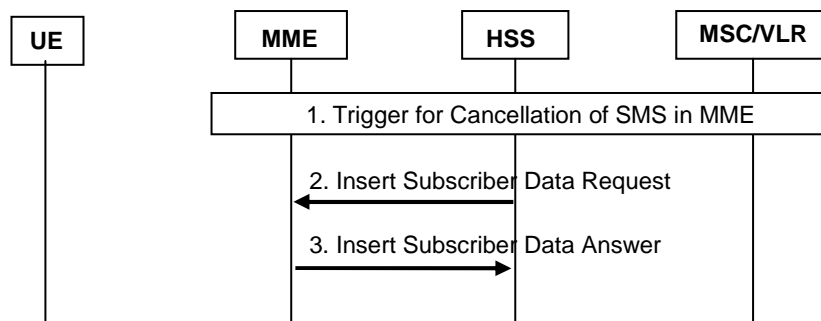 UE
MME
HSS
MSC/VLR
1. Trigger for Cancellation of SMS in MME
2. Insert Subscriber Data Request
3. Insert Subscriber Data Answer